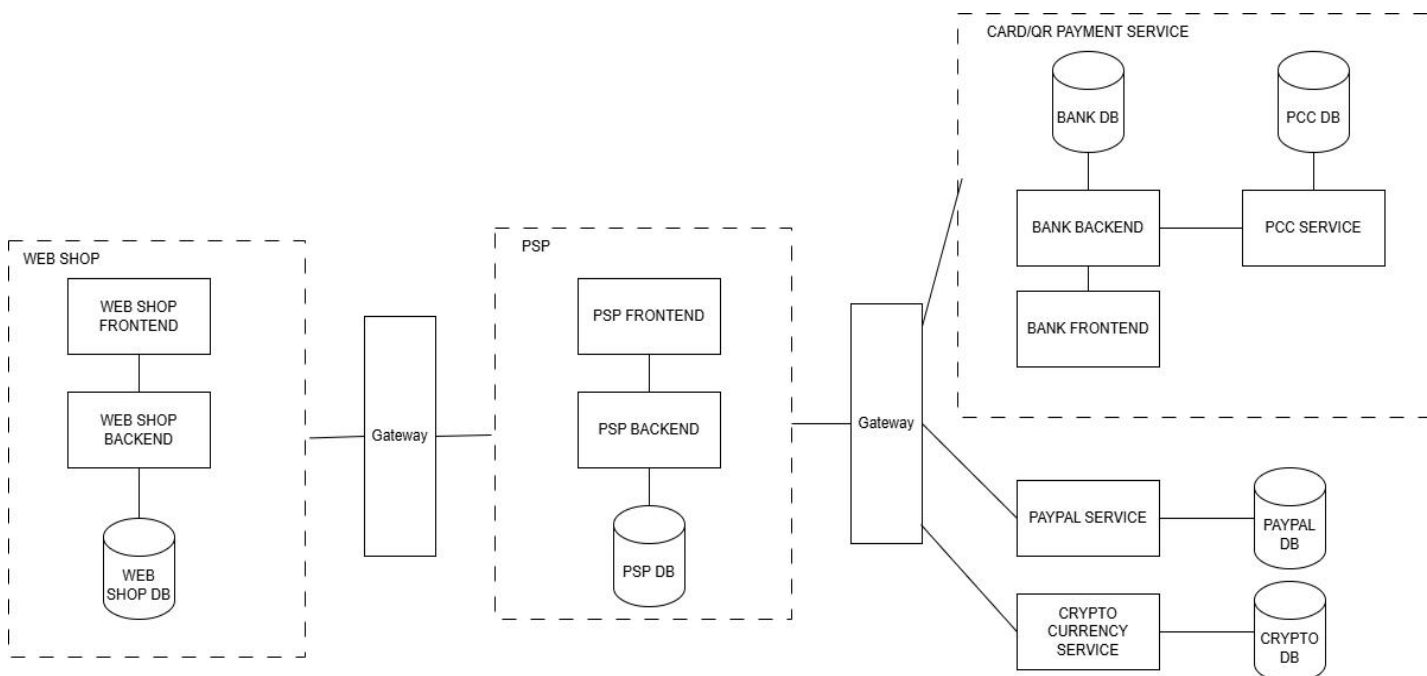 WEB SHOP
WEB SHOP
FRONTEND
WEB SHOP
BACKEND
WEB
SHOP DB
Gateway
PSP
PSP FRONTEND
PSP BACKEND
PSP DB
Gateway
CARD/QR PAYMENT SERVICE
BANK DB
PCC DB
BANK BACKEND
PCC SERVICE
BANK FRONTEND
PAYPAL SERVICE
PAYPAL
DB
CRYPTO
CURRENCY
SERVICE
CRYPTO
DB